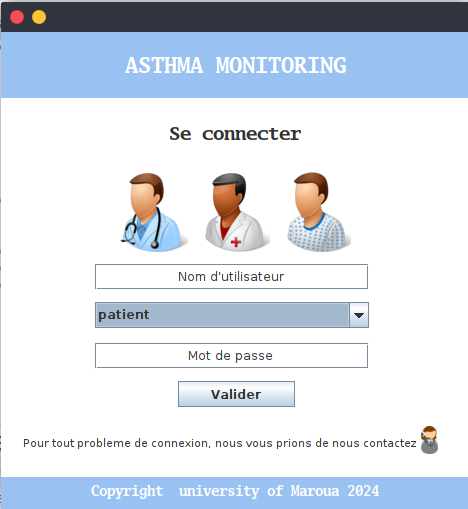 ASTHMA MONITORING
Se connecter
Nom d'utilisateur
patient
Mot de passe
Valider
Pour tout probleme de connexion, nous vous prions de nous contactez
Copyright university of Maroua 2024